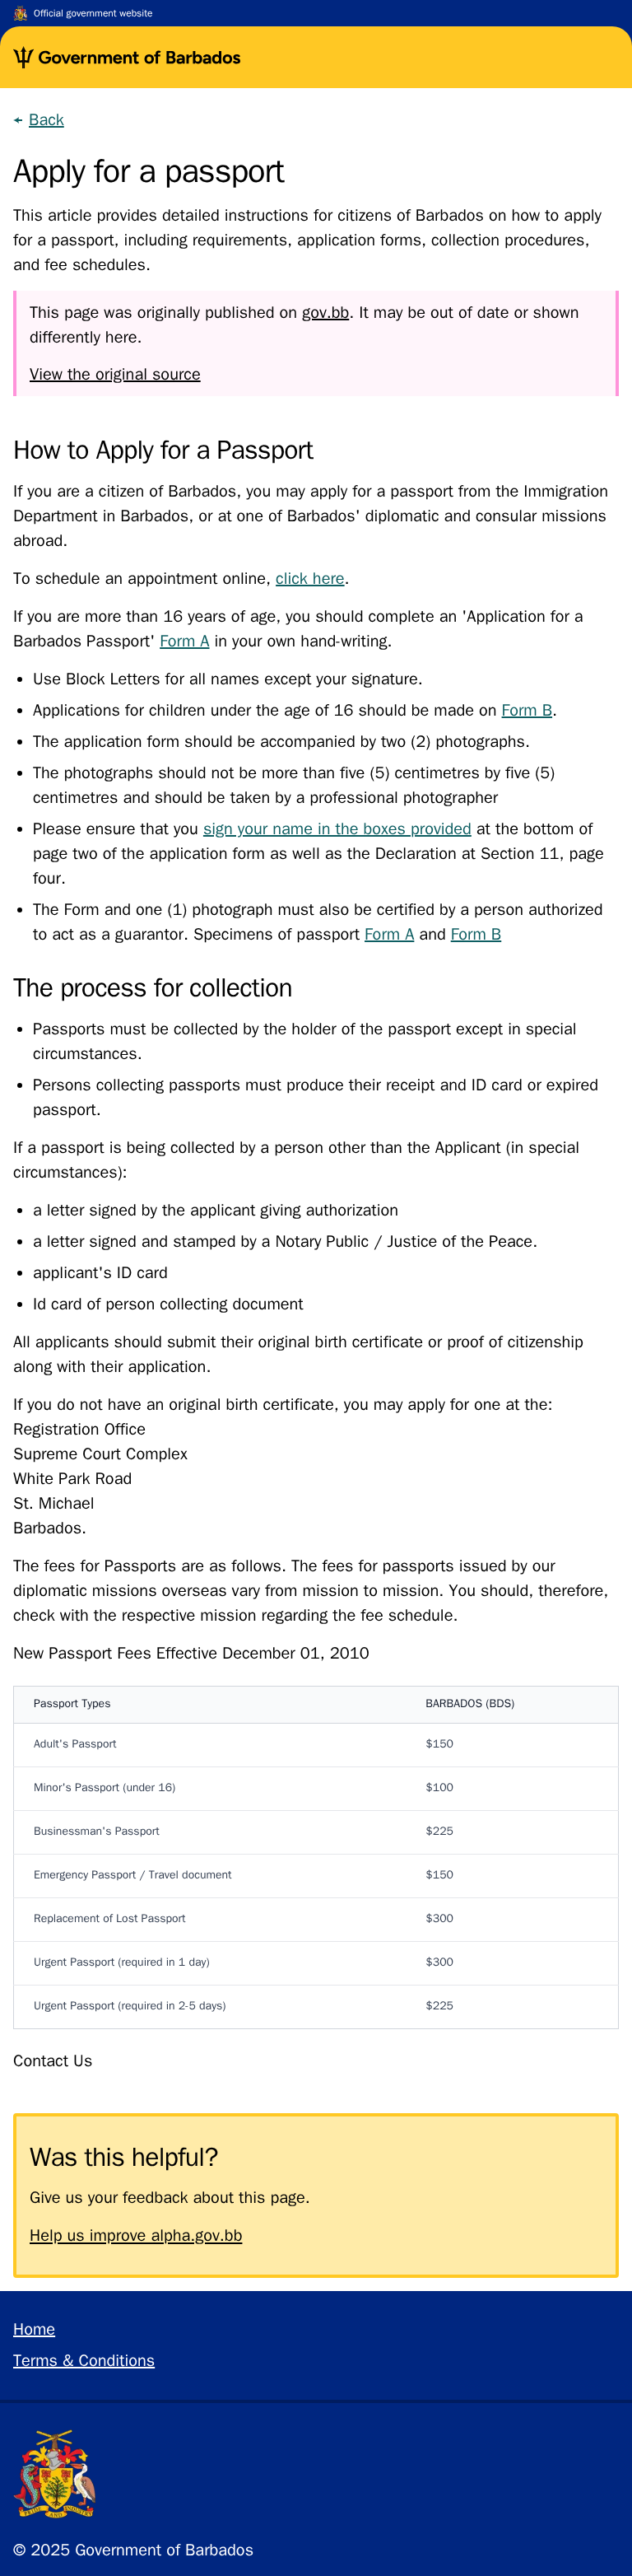 Official government website
Government of Barbados
← Back
Apply for a passport
This article provides detailed instructions for citizens of Barbados on how to apply
for a passport, including requirements, application forms, collection procedures,
and fee schedules.
This page was originally published on gov.bb. It may be out of date or shown
differently here.
View the original source
How to Apply for a Passport
If you are a citizen of Barbados, you may apply for a passport from the Immigration
Department in Barbados, or at one of Barbados' diplomatic and consular missions
abroad.
To schedule an appointment online, click here.
If you are more than 16 years of age, you should complete an 'Application for a
Barbados Passport' Form A in your own hand-writing.
• Use Block Letters for all names except your signature.
• Applications for children under the age of 16 should be made on Form B.
• The application form should be accompanied by two (2) photographs.
• The photographs should not be more than five (5) centimetres by five (5)
centimetres and should be taken by a professional photographer
• Please ensure that you sign your name in the boxes provided at the bottom of
page two of the application form as well as the Declaration at Section 11, page
four.
• The Form and one (1) photograph must also be certified by a person authorized
to act as a guarantor. Specimens of passport Form A and Form B
The process for collection
• Passports must be collected by the holder of the passport except in special
circumstances.
• Persons collecting passports must produce their receipt and ID card or expired
passport.
If a passport is being collected by a person other than the Applicant (in special
circumstances):
• a letter signed by the applicant giving authorization
• a letter signed and stamped by a Notary Public / Justice of the Peace.
• applicant's ID card
• Id card of person collecting document
All applicants should submit their original birth certificate or proof of citizenship
along with their application.
If you do not have an original birth certificate, you may apply for one at the:
Registration Office
Supreme Court Complex
White Park Road
St. Michael
Barbados.
The fees for Passports are as follows. The fees for passports issued by our
diplomatic missions overseas vary from mission to mission. You should, therefore,
check with the respective mission regarding the fee schedule.
New Passport Fees Effective December 01, 2010
Passport Types BARBADOS (BDS)
Adult's Passport $150
Minor's Passport (under 16) $100
Businessman's Passport $225
Emergency Passport / Travel document $150
Replacement of Lost Passport $300
Urgent Passport (required in 1 day) $300
Urgent Passport (required in 2-5 days) $225
Contact Us
Was this helpful?
Give us your feedback about this page.
Help us improve alpha.gov.bb
Home
Terms & Conditions
PRIDE AND INDUSTRY
© 2025 Government of Barbados